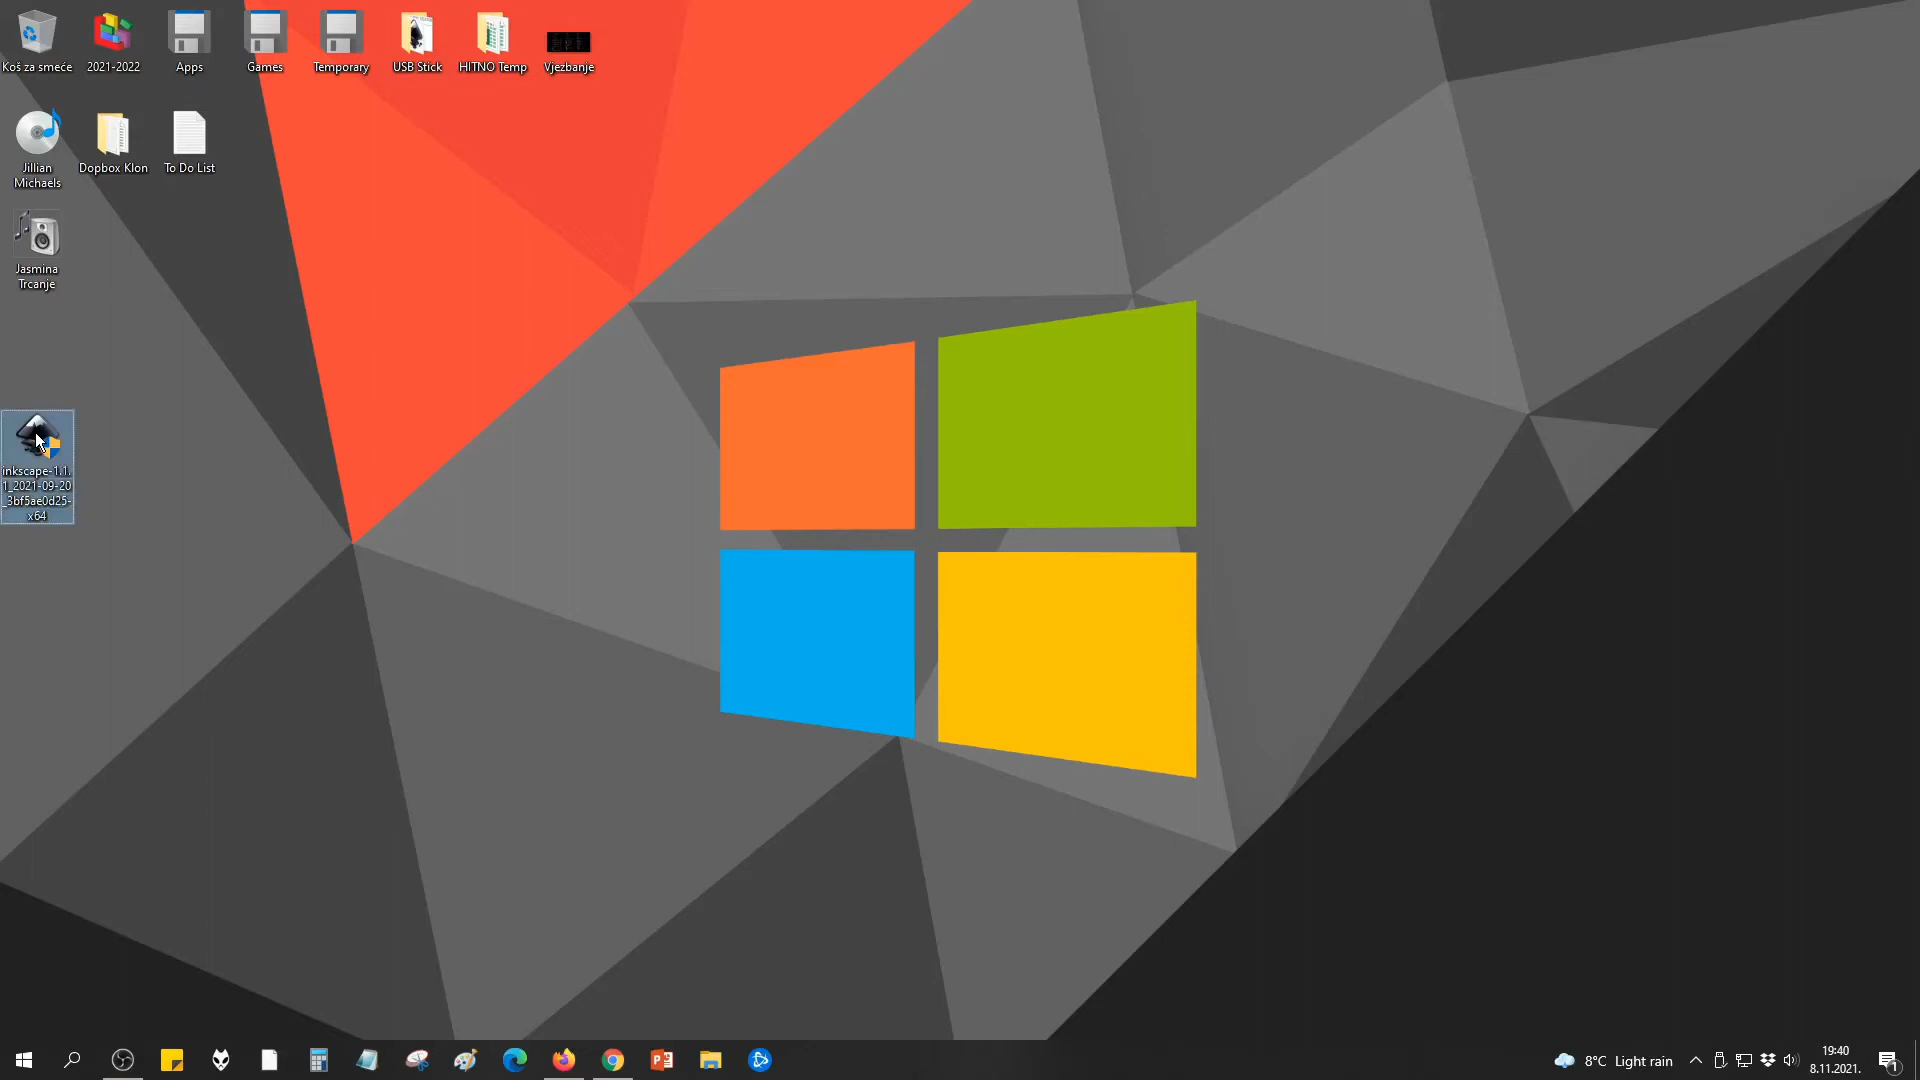 Koš za smeće
2021-2022
Apps
Games
Temporary
USB Stick
HITNO Temp
Vjezbanje
Jillian
Michaels
Dopbox Klon
To Do List
Jasmina
Trcanje
inkscape-1.1.
1_2021-09-20
_3bf5ae0d25-
x64
8°C Light rain
19:40
8.11.2021.
1